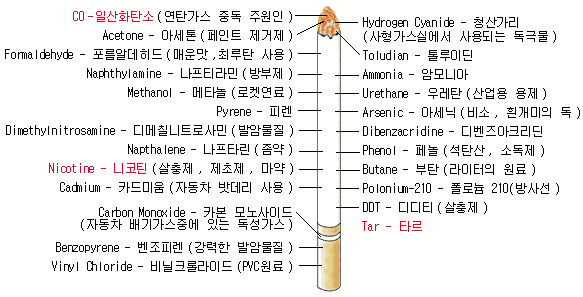 CO-일산화탄소 (연탄가스 중독 주원인)
Acetone - 아세톤 (페인트 제거제)
Formaldehyde - 포름알데히드 (매운맛, 최루탄 사용)
Naphthylamine - 나프티라민 (방부제)
Methanol - 메타놀 (로켓연료)
Pyrene - 피렌
Dimethylnitrosamine - 디메칠니트로사민 (발암물질)
Napthalene - 나프타린 (좀약)
Nicotine - 니코틴 (살충제, 제초제, 마약)
Cadmium - 카드미움 (자동차 밧데리 사용)
Carbon Monoxide - 카본 모노사이드
(자동차 배기가스중에 있는 독성가스)
Benzopyrene - 벤조피렌 (강력한 발암물질)
Vinyl Chloride - 비닐크롤라이드 (PVC원료)
Hydrogen Cyanide - 청산가리
(사형가스실에서 사용되는 독극물)
Toludian - 톨루이딘
Ammonia - 암모니아
Urethane - 우레탄 (산업용 용제)
Arsenic - 아세닉 (비소, 흰개미의 독)
Dibenzacridine - 디벤즈아크리딘
Phenol - 페놀 (석탄산, 소독제)
Butane - 부탄 (라이터의 원료)
Polonium-210 - 폴로늄 210(방사선)
DDT - 디디티 (살충제)
Tar - 타르